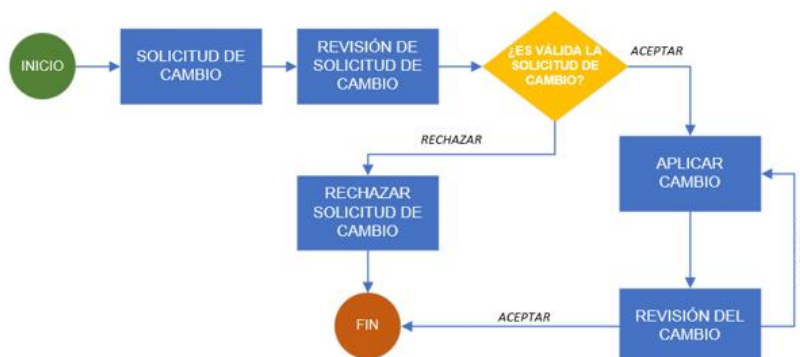 INICIO
SOLICITUD DE
CAMBIO
REVISIÓN DE
SOLICITUD DE
CAMBIO
¿ES VÁLIDA LA
SOLICITUD DE
CAMBIO?
ACEPTAR
RECHAZAR
RECHAZAR
SOLICITUD DE
CAMBIO
APLICAR
CAMBIO
FIN
ACEPTAR
REVISIÓN DEL
CAMBIO